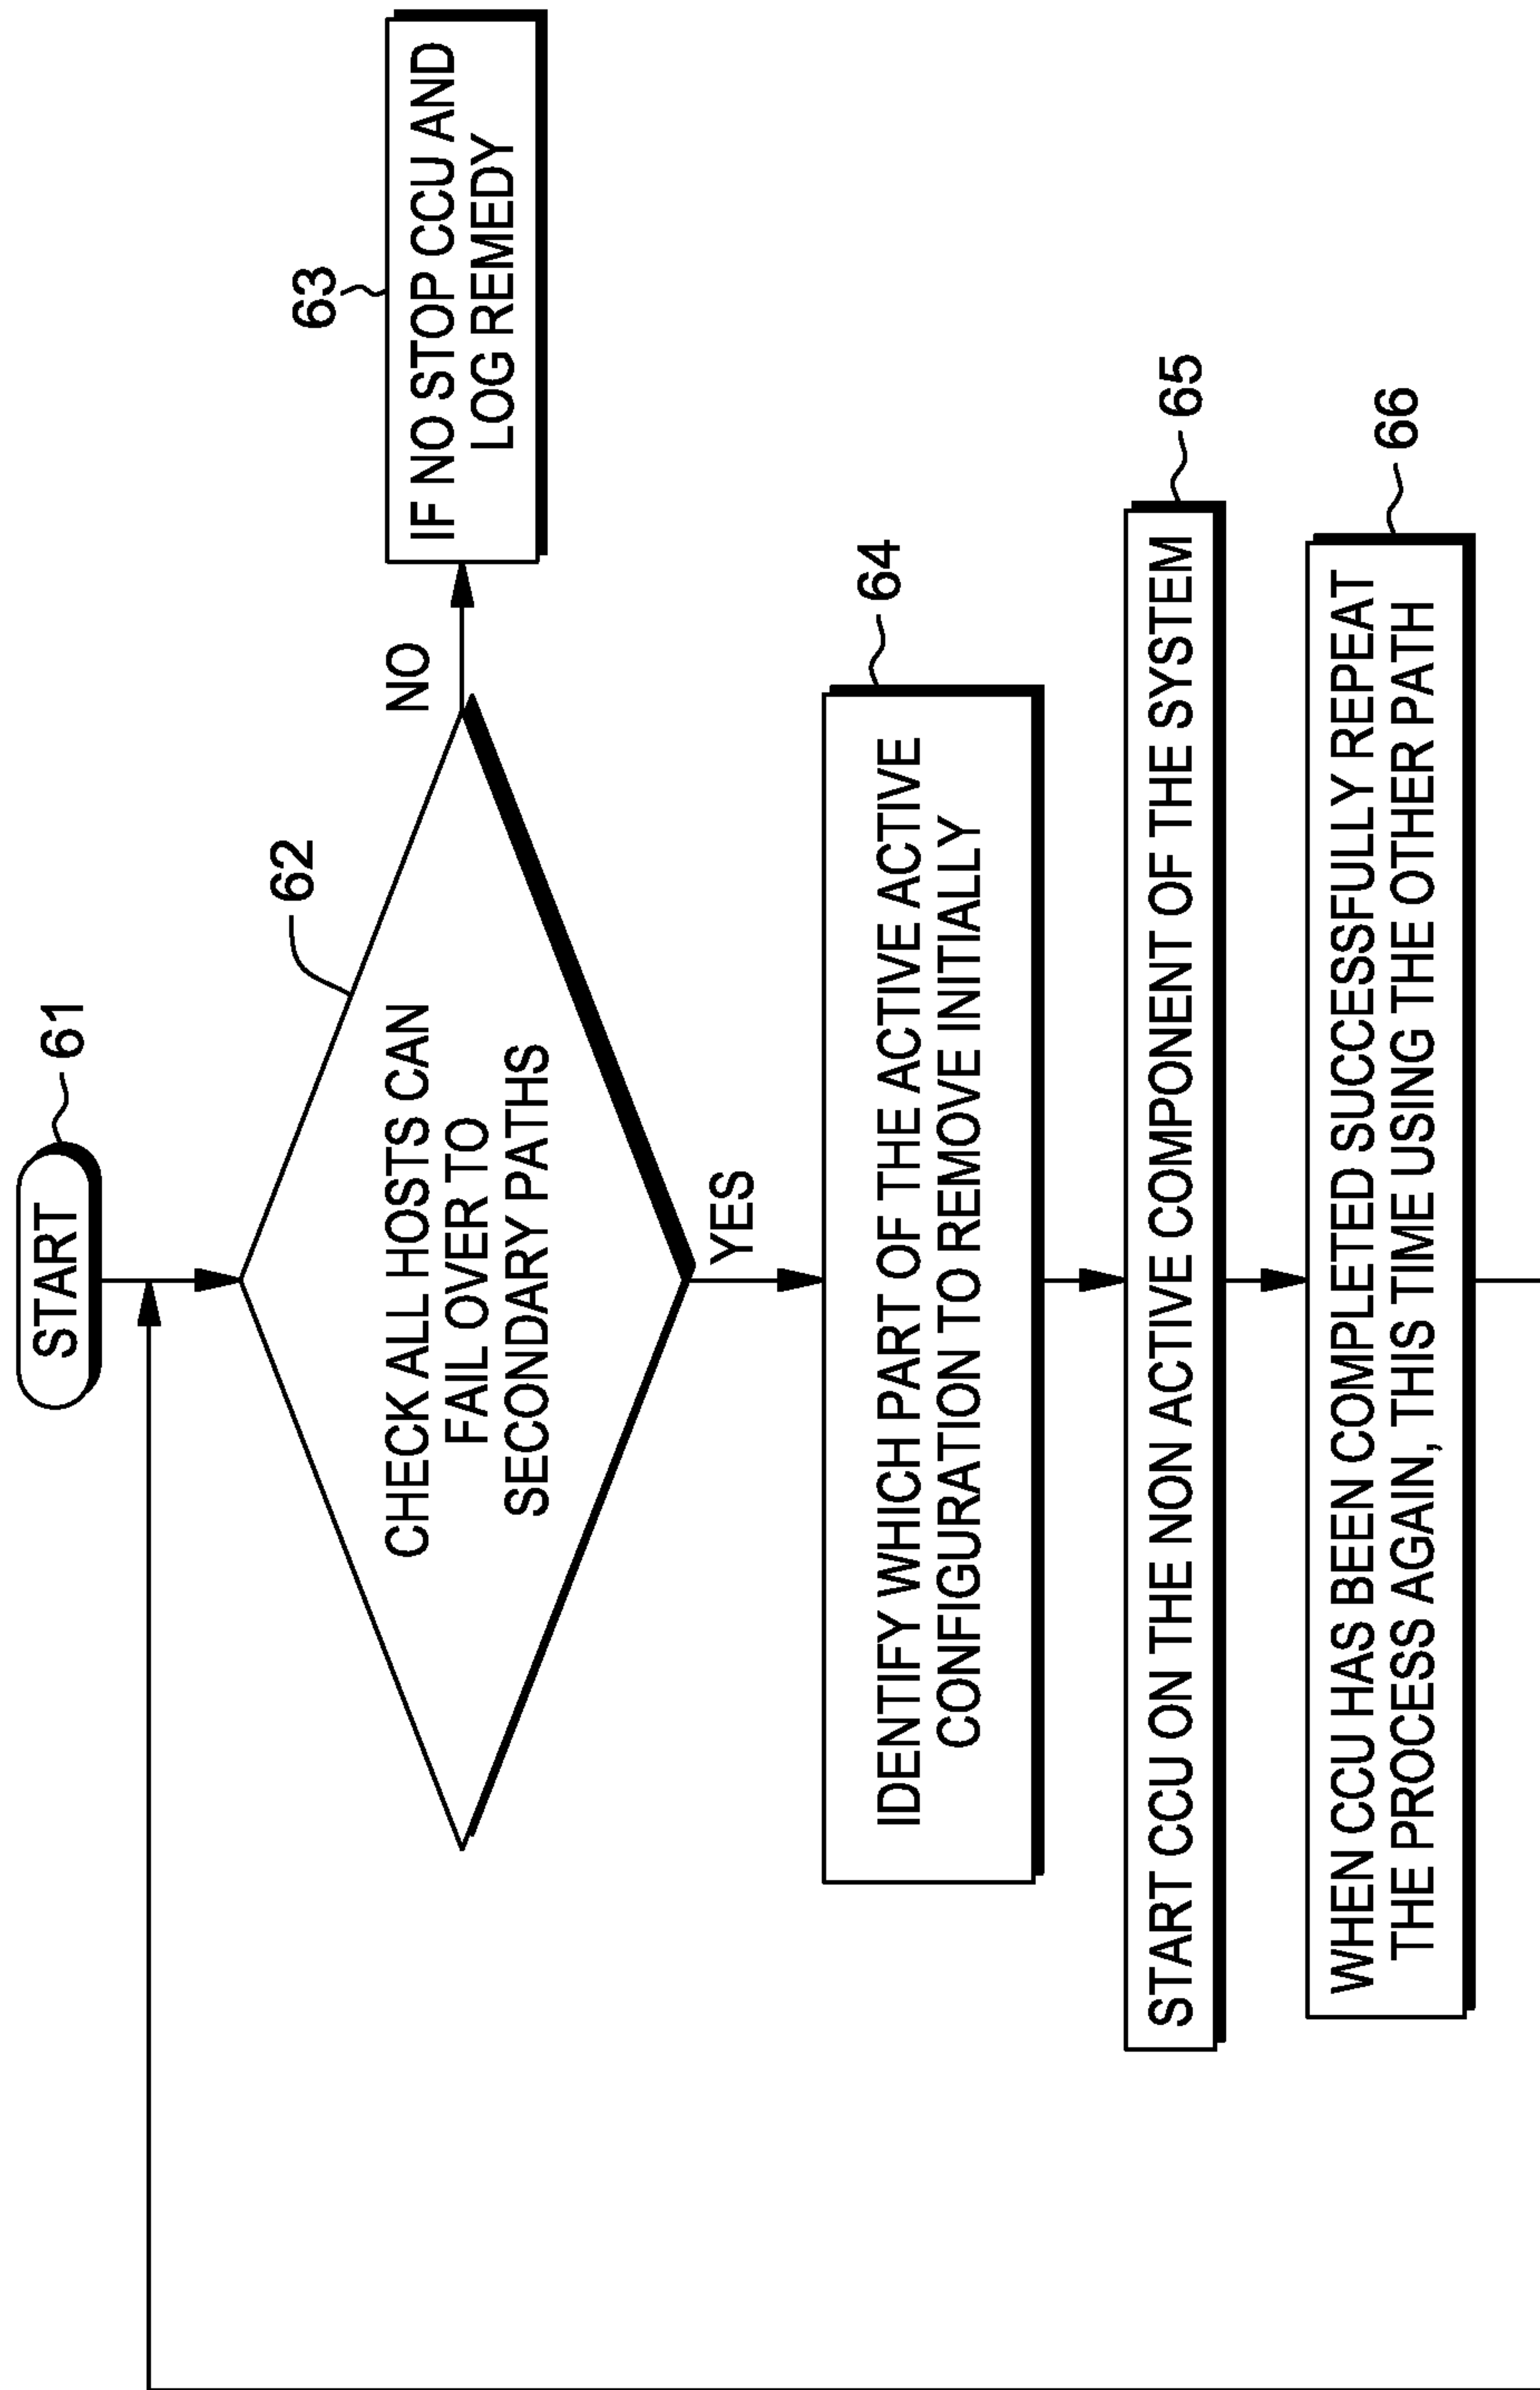 START
61
62
CHECK ALL HOSTS CAN
FAIL OVER TO
SECONDARY PATHS
NO
63
IF NO STOP CCU AND
LOG REMEDY
YES
64
IDENTIFY WHICH PART OF THE ACTIVE ACTIVE
CONFIGURATION TO REMOVE INITIALLY
65
START CCU ON THE NON ACTIVE COMPONENT OF THE SYSTEM
66
WHEN CCU HAS BEEN COMPLETED SUCCESSFULLY REPEAT
THE PROCESS AGAIN, THIS TIME USING THE OTHER PATH